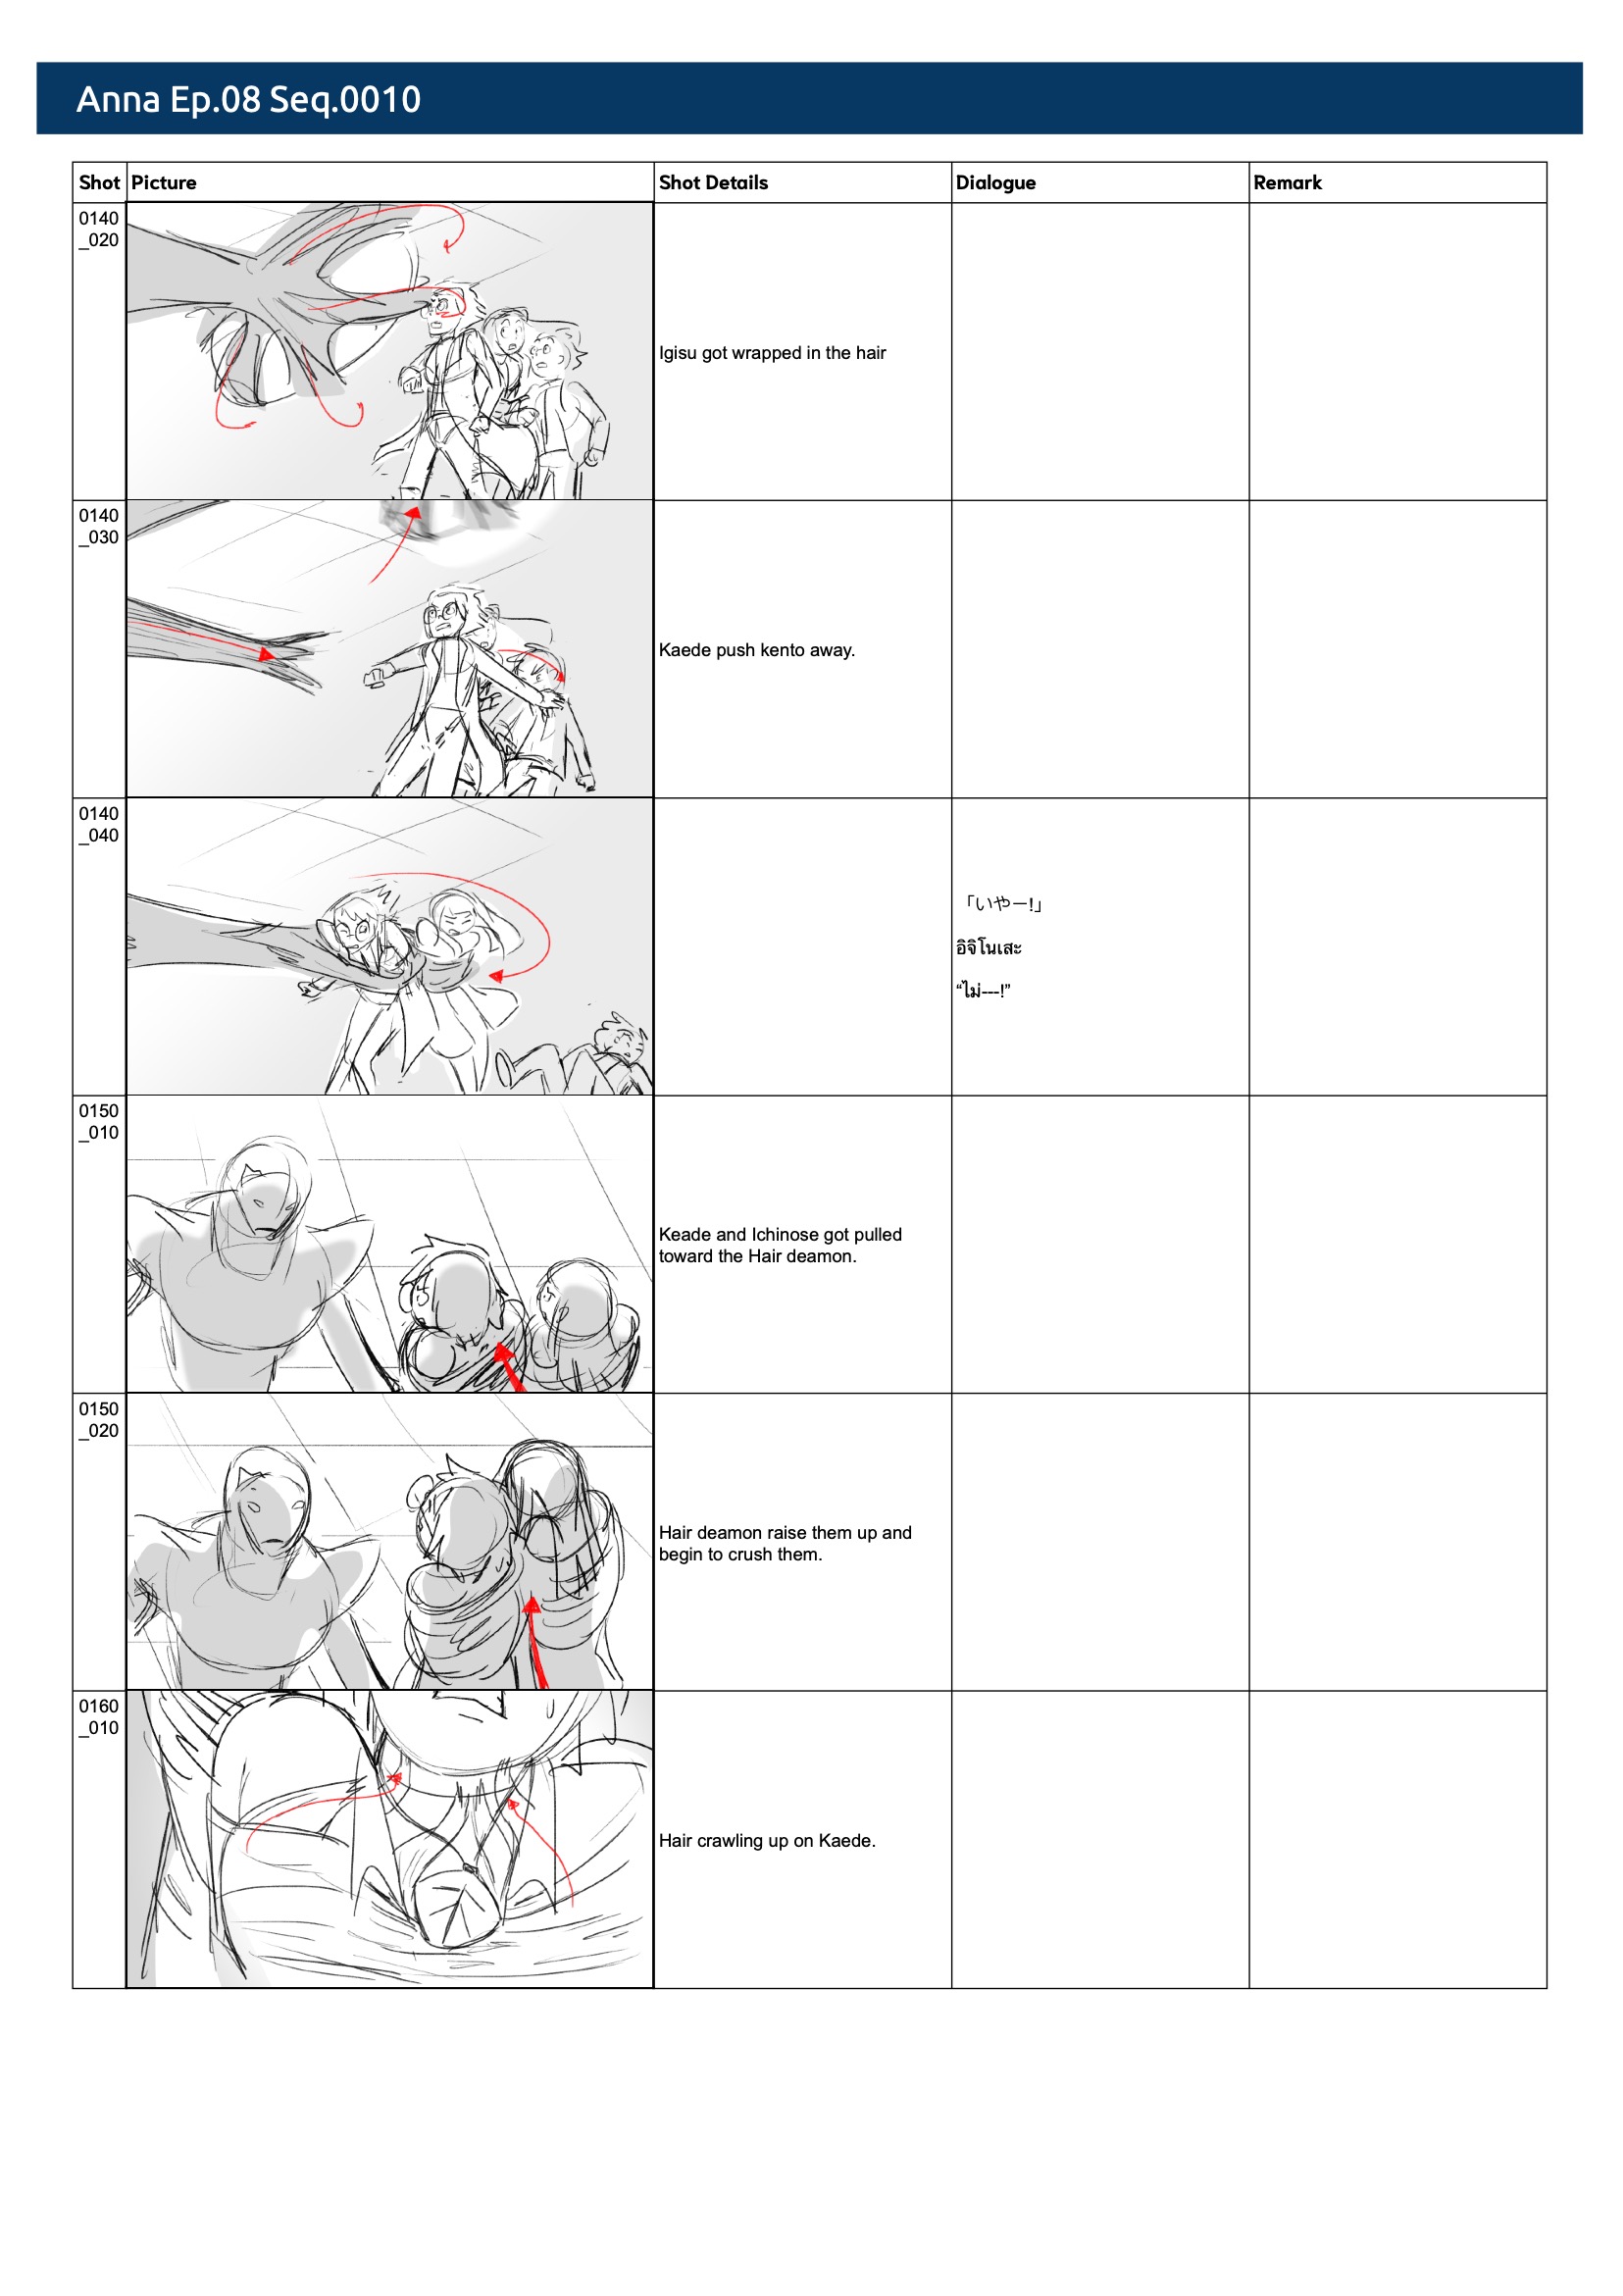 Anna Ep.08 Seq.0010
Shot Picture Shot Details Dialogue Remark
0140
_020
Igisu got wrapped in the hair
0140
_030
Kaede push kento away.
0140
_040
「いやー!」
อิจิโนเสะ
“ไม่---!”
0150
_010
Keade and Ichinose got pulled
toward the Hair deamon.
0150
_020
Hair deamon raise them up and
begin to crush them.
0160
_010
Hair crawling up on Kaede.